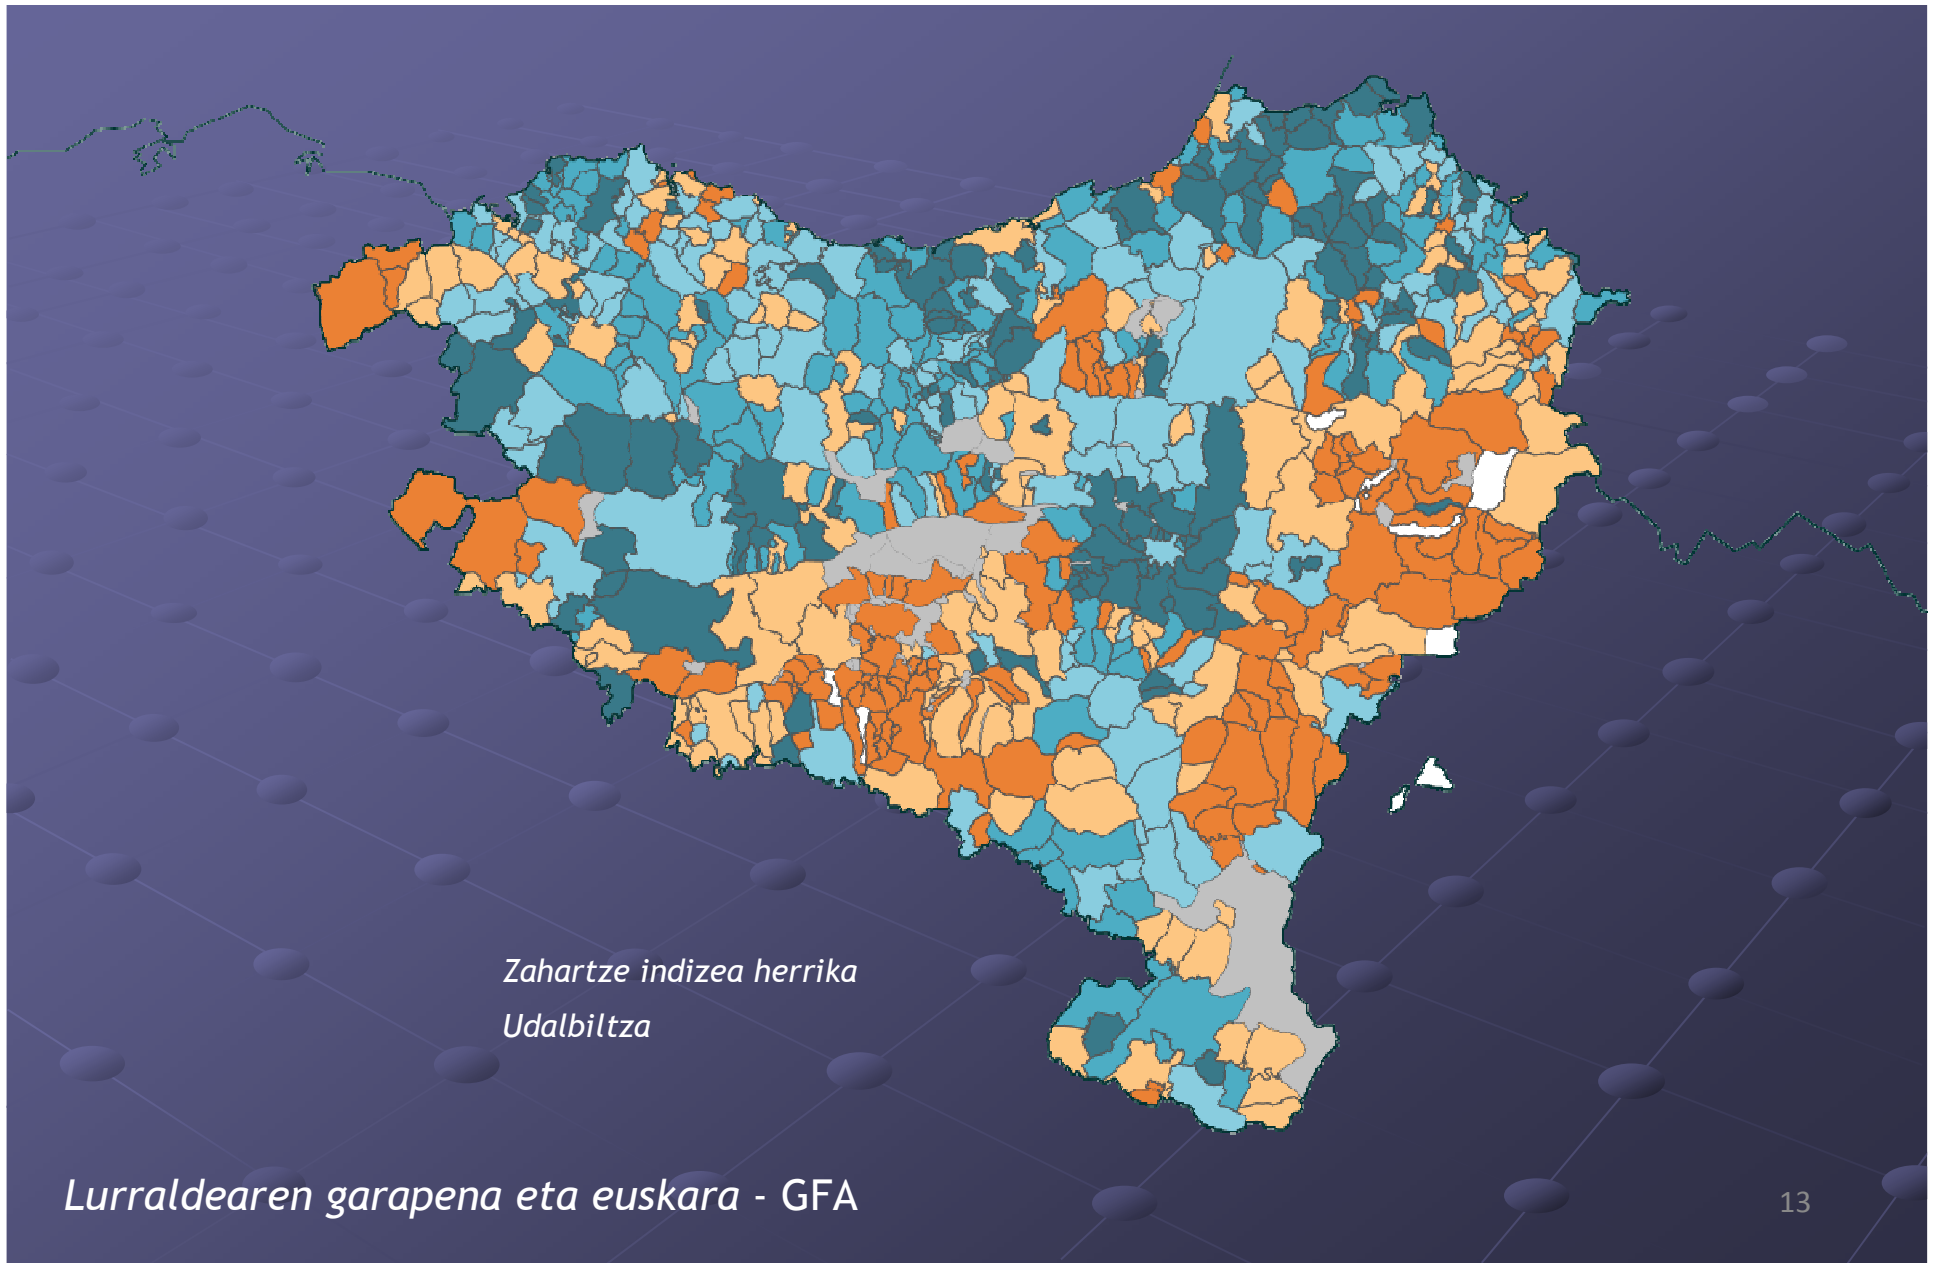 Zahartze indizea herrika
Udalbiltza
Lurraldearen garapena eta euskara - GFA
13